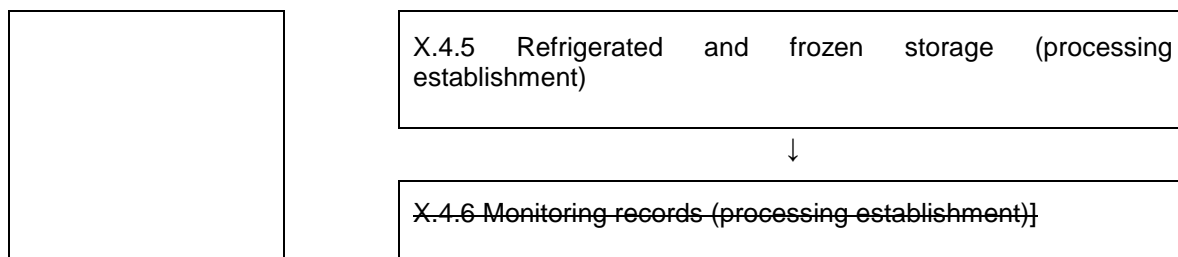 X.4.5 Refrigerated and frozen storage (processing
establishment)
↓
X.4.6 Monitoring records (processing establishment)]